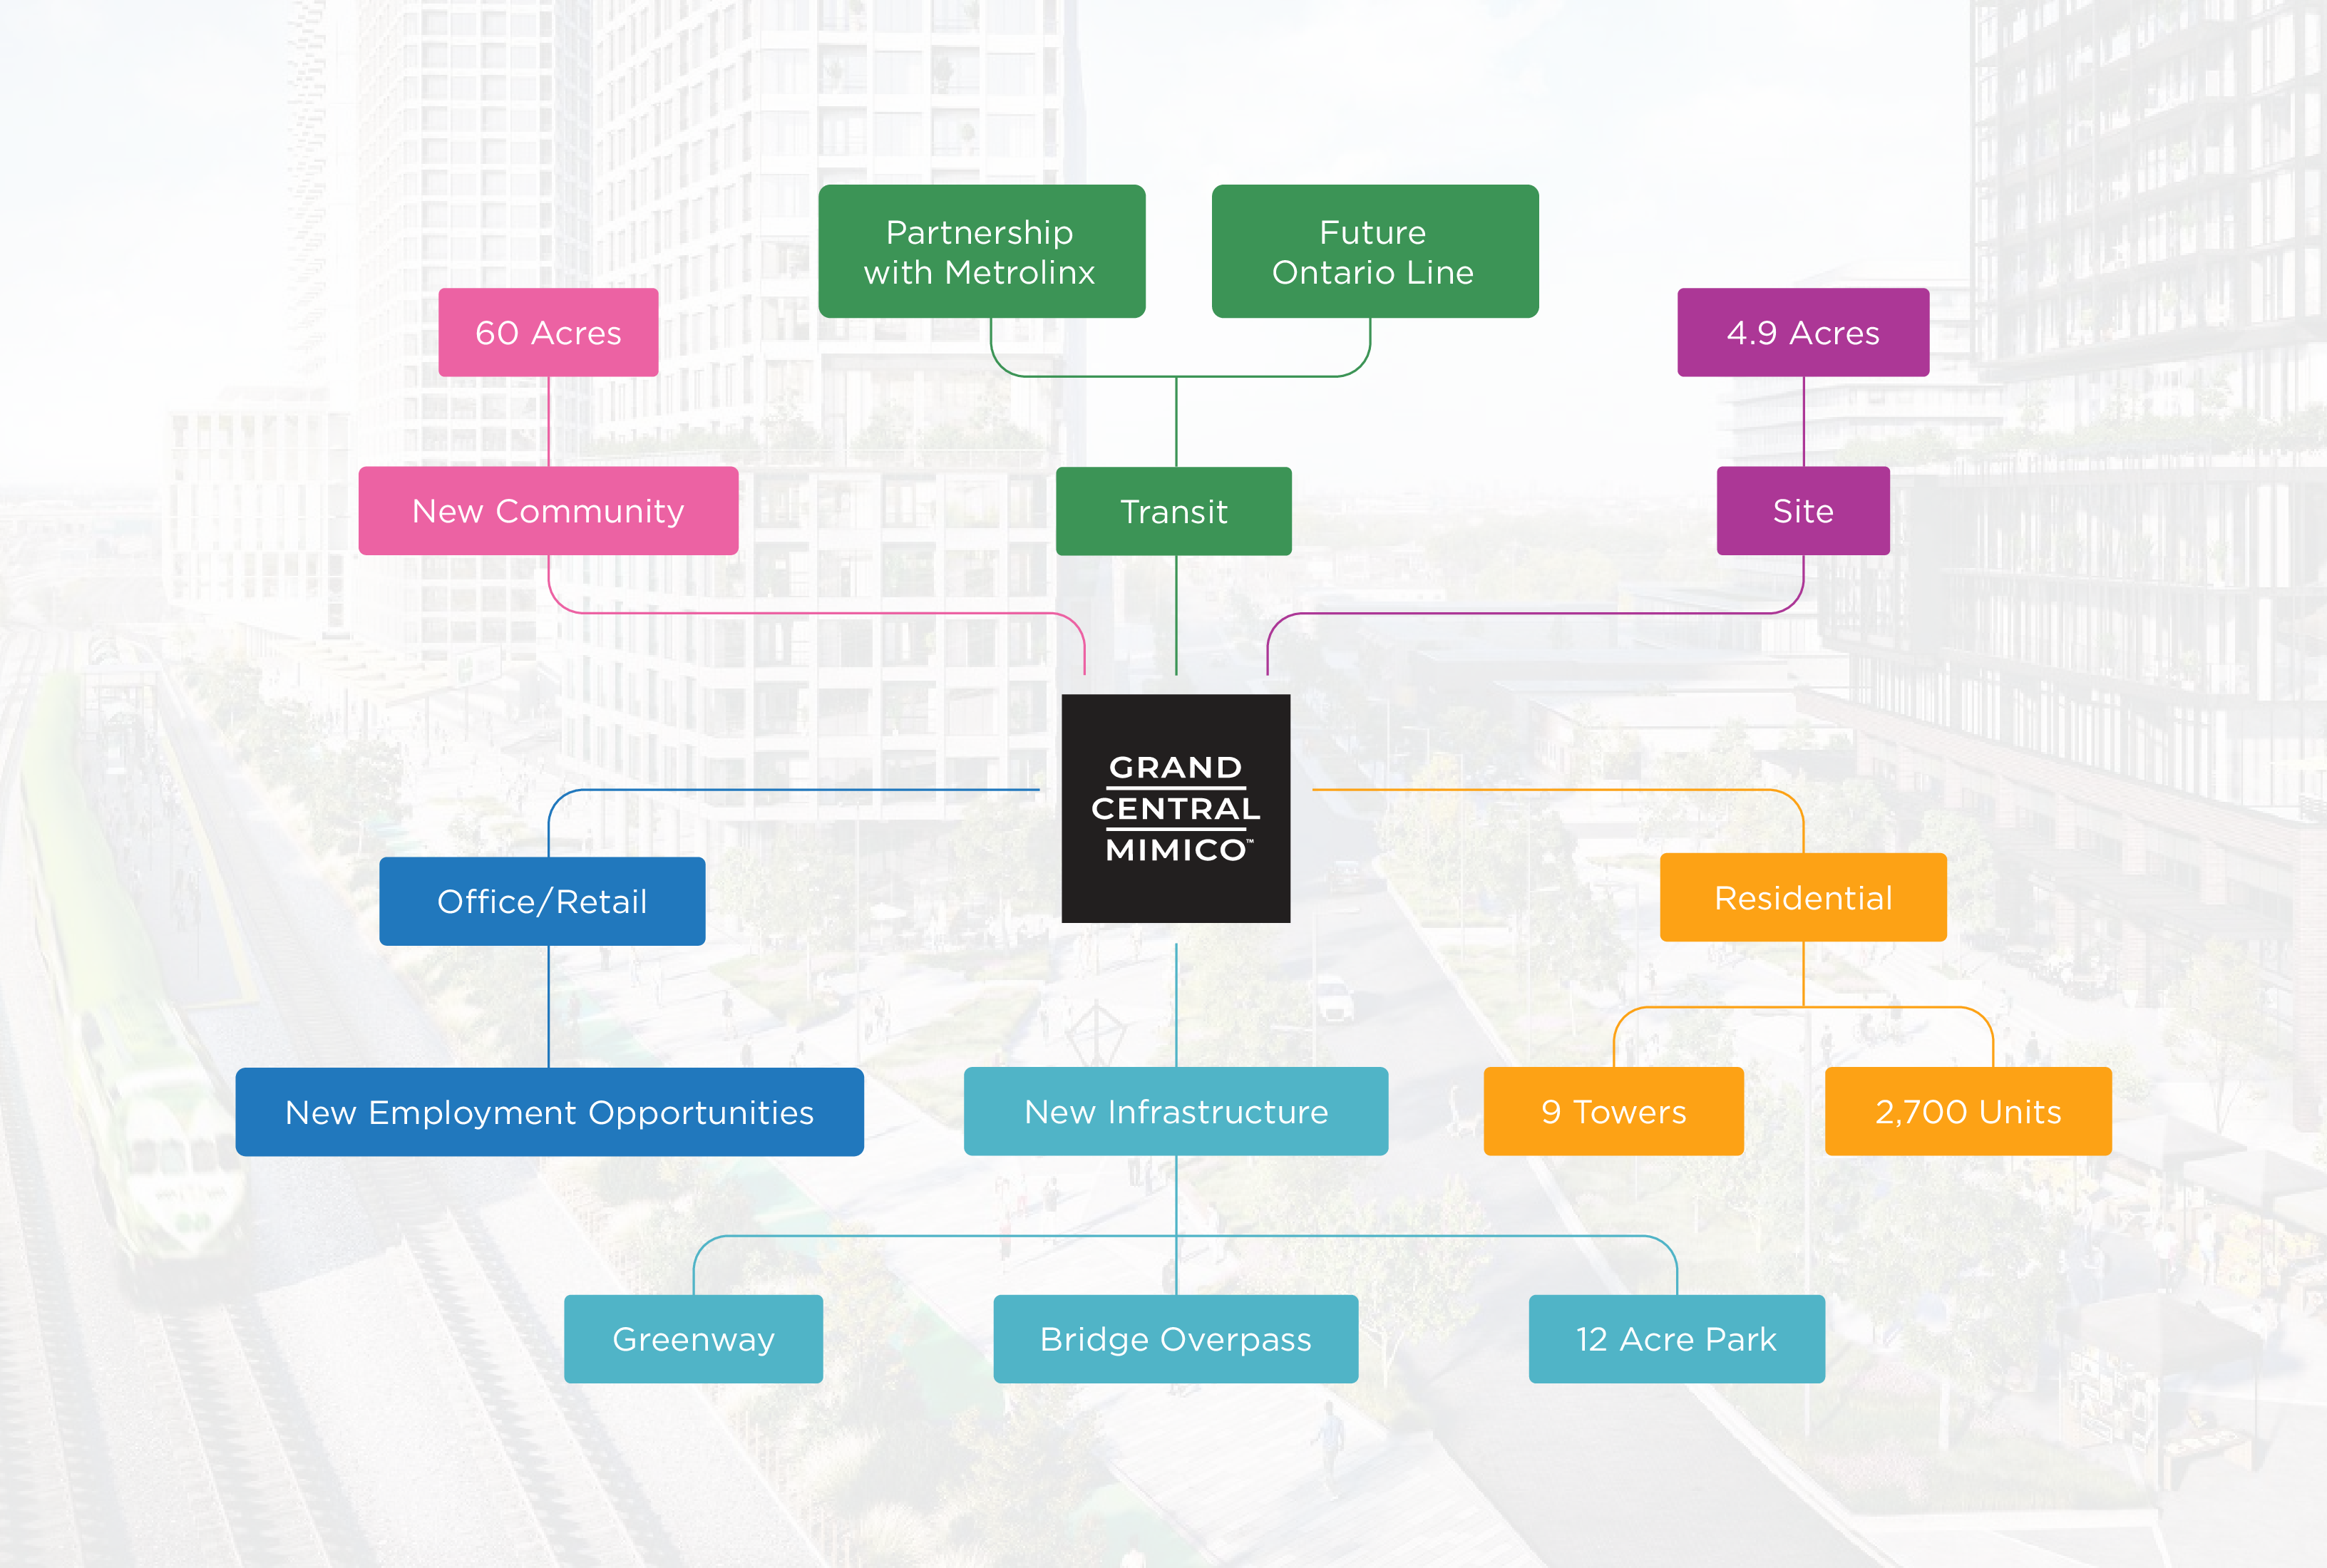 Partnership
with Metrolinx
Future
Ontario Line
60 Acres
4.9 Acres
New Community
Transit
Site
GRAND
CENTRAL
MIMICO™
Office/Retail
Residential
New Employment Opportunities
New Infrastructure
9 Towers
2,700 Units
Greenway
Bridge Overpass
12 Acre Park